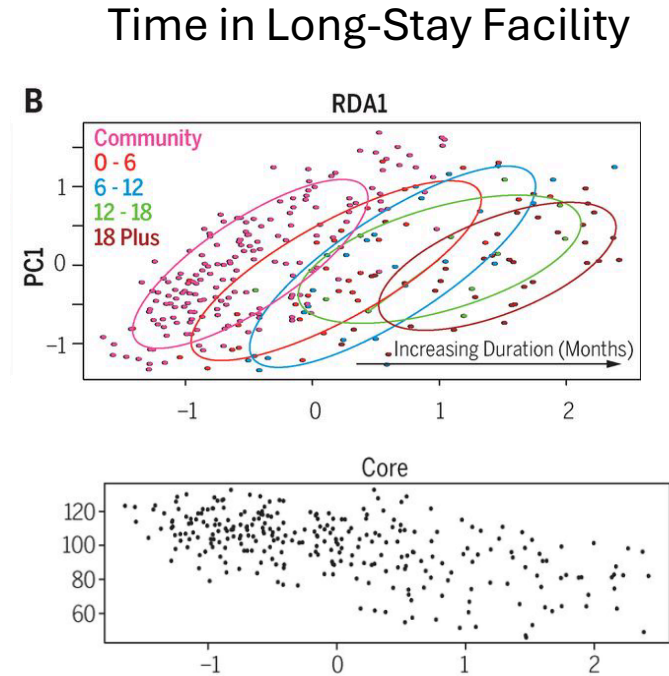 Time in Long-Stay Facility
B
RDA1
Community
0 - 6
6 - 12
12 - 18
18 Plus
PC1
1
0
−1
Increasing Duration (Months)
−1 0 1 2
Core
120
100
80
60
−1 0 1 2